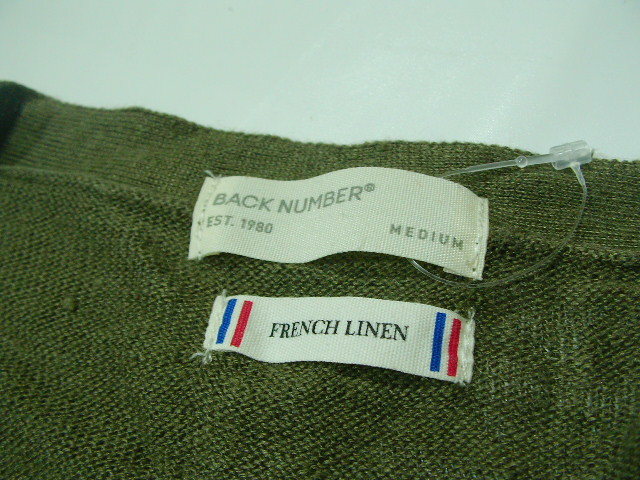 BACK NUMBER®
EST. 1980
MEDIUM
FRENCH LINEN